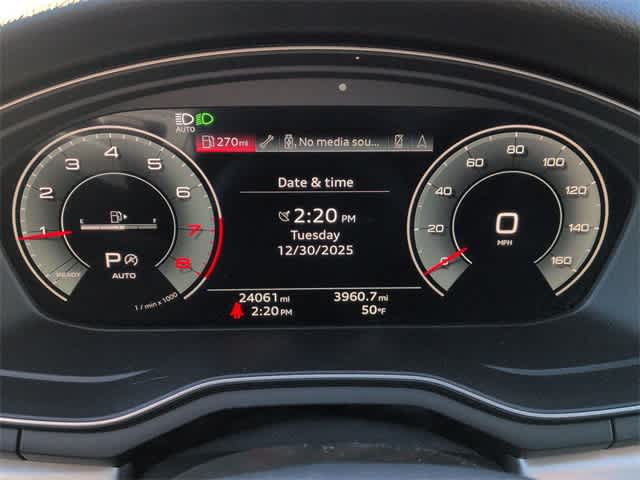 AUTO
270mi No media sou...
Date & time
2:20 PM
Tuesday
12/30/2025
24061 mi 3960.7 mi
2:20 PM 50°F
1 2 3 4 5 6 7 8
E F
P A
AUTO
READY
1 / min x 1000
0 20 40 60 80 100 120 140 160
0
MPH